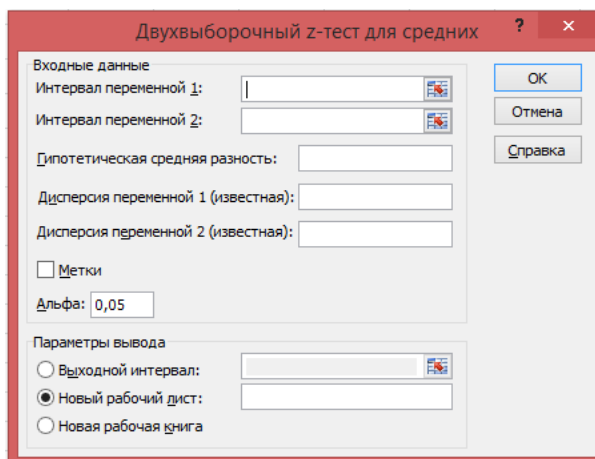 Двухвыборочный z-тест для средних ? ×
Входные данные
Интервал переменной 1:
Интервал переменной 2:
Гипотетическая средняя разность:
Дисперсия переменной 1 (известная):
Дисперсия переменной 2 (известная):
Метки
Альфа: 0,05
OK
Отмена
Справка
Параметры вывода
Выходной интервал:
Новый рабочий лист:
Новая рабочая книга